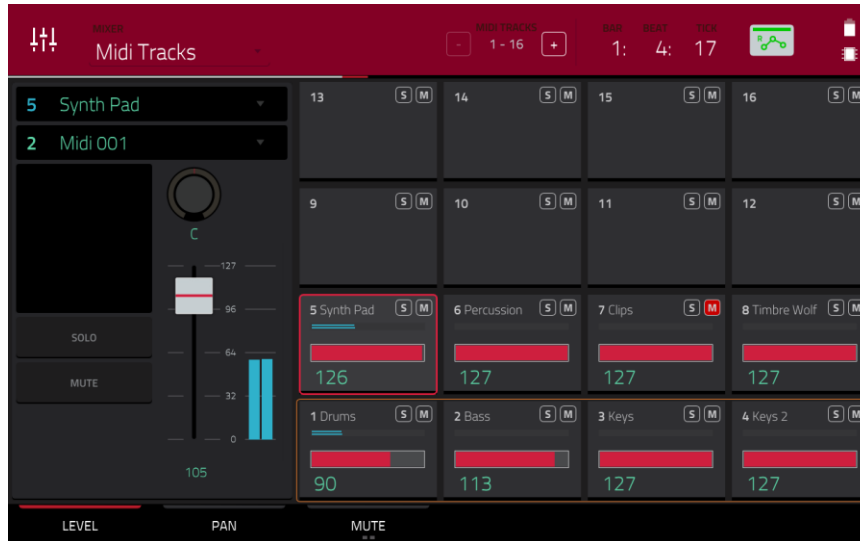 MIXER
Midi Tracks
MIDI TRACKS
- 1 - 16 +
BAR BEAT TICK
1: 4: 17
R
5 Synth Pad
2 Midi 001
C
127
96
64
32
0
105
SOLO
MUTE
13 S M 14 S M 15 S M 16 S M
9 S M 10 S M 11 S M 12 S M
5 Synth Pad S M 6 Percussion S M 7 Clips S M 8 Timbre Wolf S M
126 127 127 127
1 Drums S M 2 Bass S M 3 Keys S M 4 Keys 2 S M
90 113 127 127
LEVEL PAN MUTE